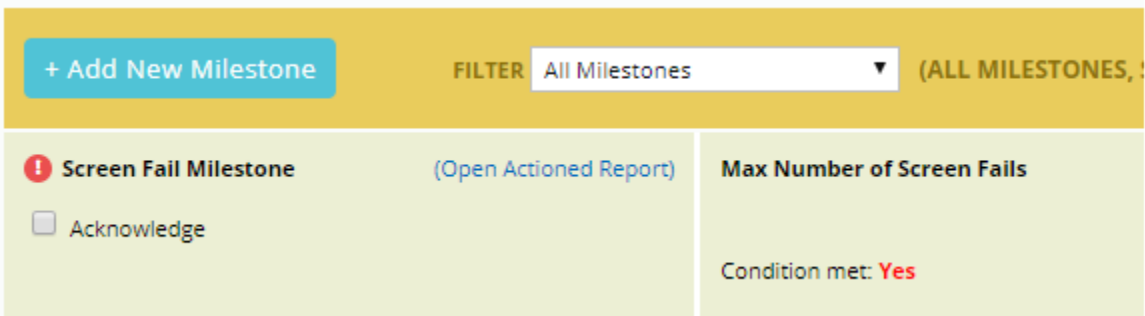 + Add New Milestone
FILTER All Milestones (ALL MILESTONES,
Screen Fail Milestone (Open Actioned Report)
Max Number of Screen Fails
Acknowledge
Condition met: Yes